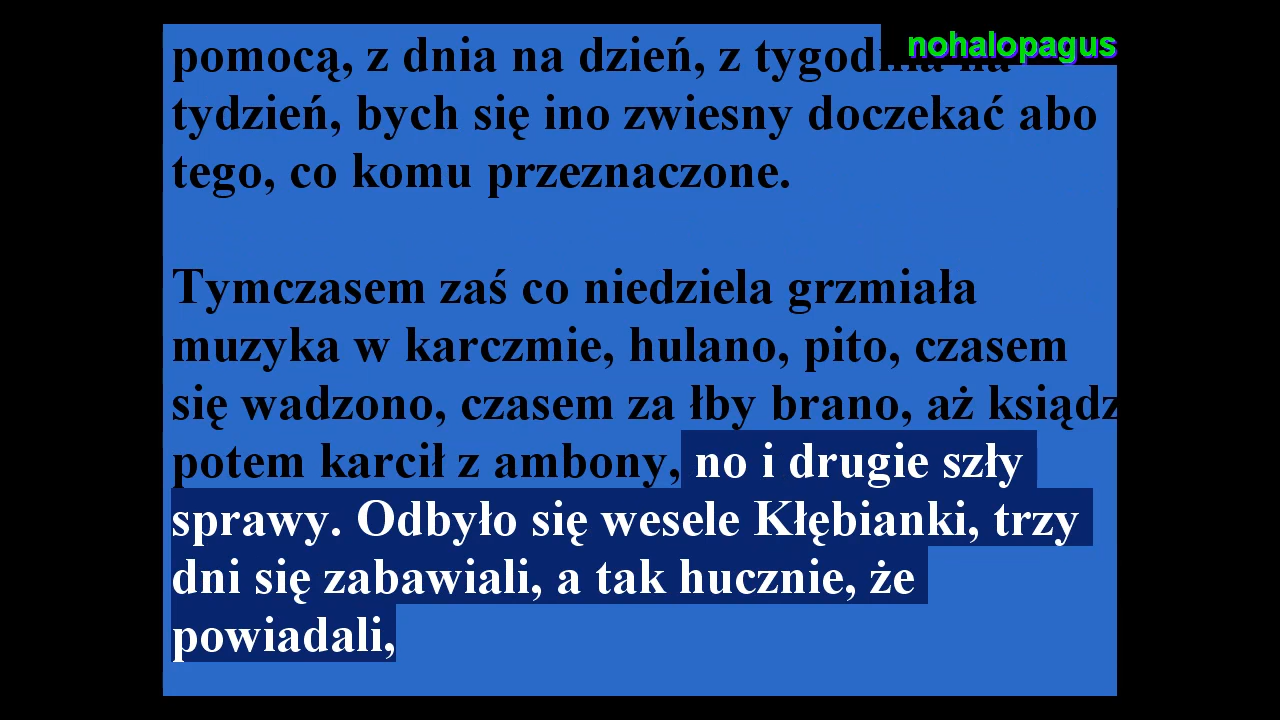 nohalopagus
pomocą, z dnia na dzień, z tygodnia na
tydzień, bych się ino zwiesny doczekać abo
tego, co komu przeznaczone.
Tymczasem zaś co niedziela grzmiała
muzyka w karczmie, hulano, pito, czasem
się wadzono, czasem za łby brano, aż ksiądz
potem karcił z ambony, no i drugie szły
sprawy. Odbyło się wesele Kłębianki, trzy
dni się zabawiali, a tak hucznie, że
powiadali,